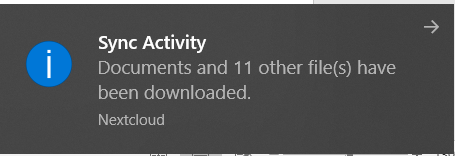 Sync Activity
Documents and 11 other file(s) have
been downloaded.
Nextcloud